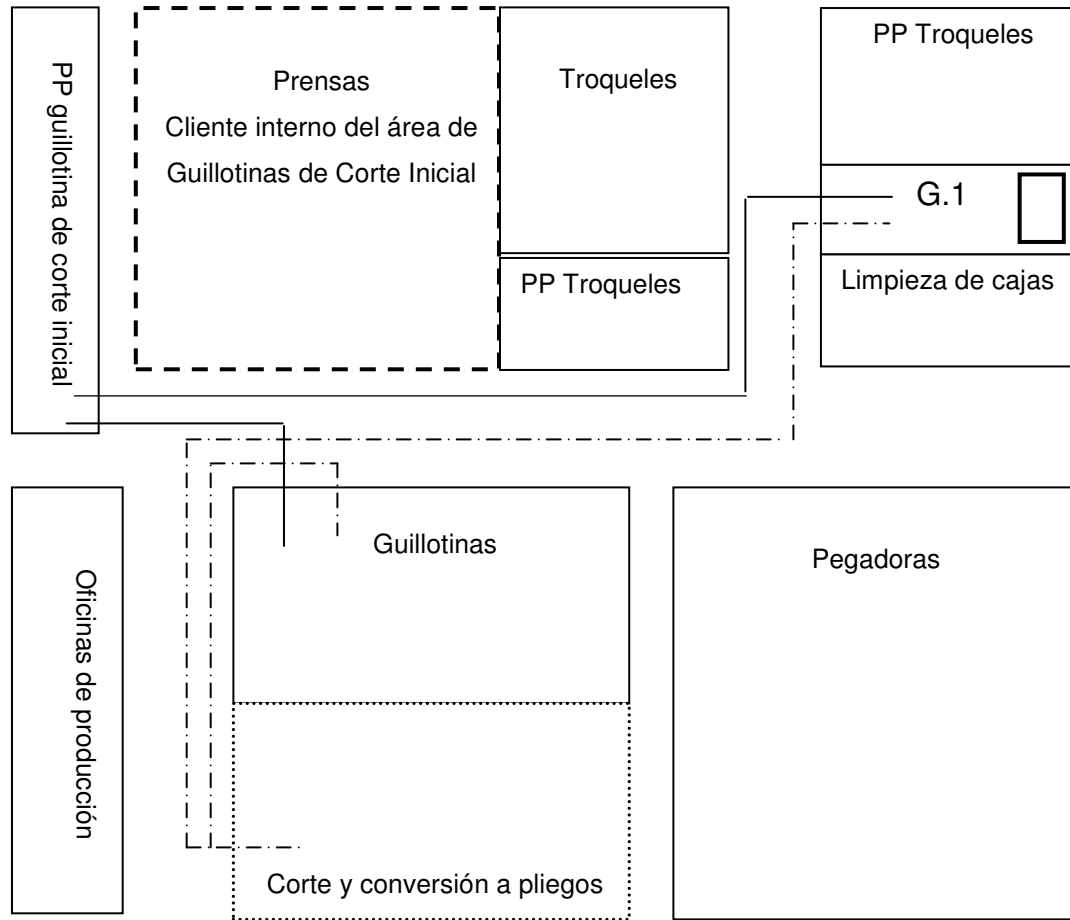 PP guillotina de corte inicial
Prensas
Cliente interno del área de
Guillotinas de Corte Inicial
Troqueles
PP Troqueles
PP Troqueles
G.1
Limpieza de cajas
Oficinas de producción
Guillotinas
Corte y conversión a pliegos
Pegadoras